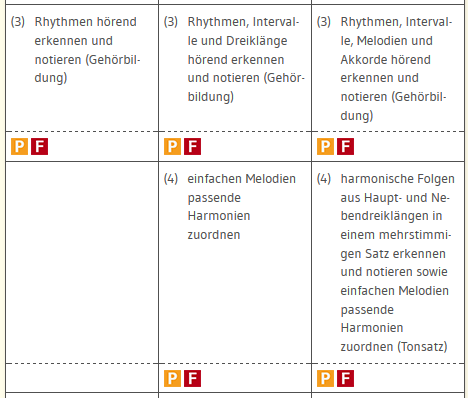 (3) Rhythmen hörend
erkennen und
notieren (Gehörbil-
dung)
(3) Rhythmen, Interval-
le und Dreiklänge
hörend erkennen
und notieren (Gehör-
bildung)
(3) Rhythmen, Interval-
le, Melodien und
Akkorde hörend
erkennen und
notieren (Gehörbil-
dung)
P F
P F
P F
(4) einfachen Melodien
passende
Harmonien
zuordnen
(4) harmonische Folgen
aus Haupt- und Ne-
bendreiklängen in
einem mehrstimmi-
gen Satz erkennen
und notieren sowie
einfachen Melodien
passende
Harmonien
zuordnen (Tonsatz)
P F
P F